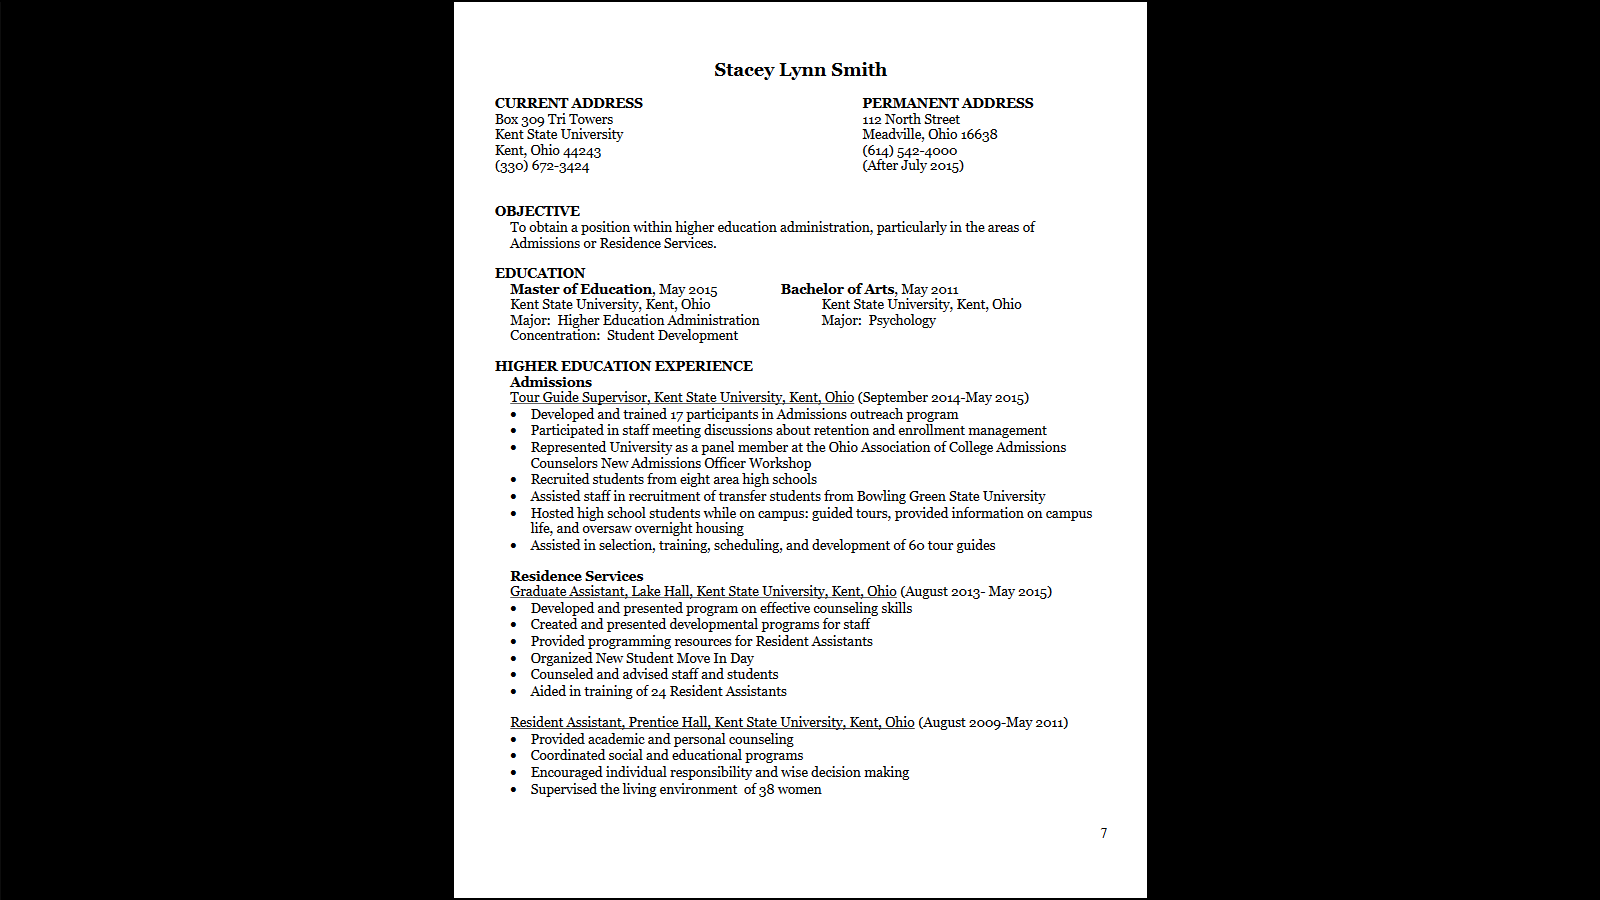 Stacey Lynn Smith
CURRENT ADDRESS
Box 309 Tri Towers
Kent State University
Kent, Ohio 44243
(330) 672-3424
PERMANENT ADDRESS
112 North Street
Meadville, Ohio 16638
(614) 542-4000
(After July 2015)
OBJECTIVE
To obtain a position within higher education administration, particularly in the areas of
Admissions or Residence Services.
EDUCATION
Master of Education, May 2015
Kent State University, Kent, Ohio
Major:  Higher Education Administration
Concentration:  Student Development
Bachelor of Arts, May 2011
Kent State University, Kent, Ohio
Major:  Psychology
HIGHER EDUCATION EXPERIENCE
Admissions
Tour Guide Supervisor, Kent State University, Kent, Ohio (September 2014-May 2015)
• Developed and trained 17 participants in Admissions outreach program
• Participated in staff meeting discussions about retention and enrollment management
• Represented University as a panel member at the Ohio Association of College Admissions
Counselors New Admissions Officer Workshop
• Recruited students from eight area high schools
• Assisted staff in recruitment of transfer students from Bowling Green State University
• Hosted high school students while on campus: guided tours, provided information on campus
life, and oversaw overnight housing
• Assisted in selection, training, scheduling, and development of 60 tour guides
Residence Services
Graduate Assistant, Lake Hall, Kent State University, Kent, Ohio (August 2013- May 2015)
• Developed and presented program on effective counseling skills
• Created and presented developmental programs for staff
• Provided programming resources for Resident Assistants
• Organized New Student Move In Day
• Counseled and advised staff and students
• Aided in training of 24 Resident Assistants
Resident Assistant, Prentice Hall, Kent State University, Kent, Ohio (August 2009-May 2011)
• Provided academic and personal counseling
• Coordinated social and educational programs
• Encouraged individual responsibility and wise decision making
• Supervised the living environment  of 38 women
7